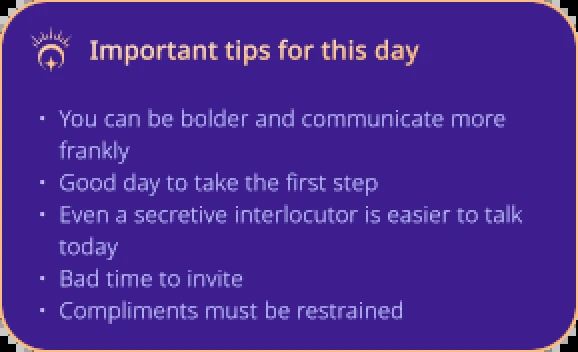 Important tips for this day
• You can be bolder and communicate more
frankly
• Good day to take the first step
• Even a secretive interlocutor is easier to talk
today
• Bad time to invite
• Compliments must be restrained